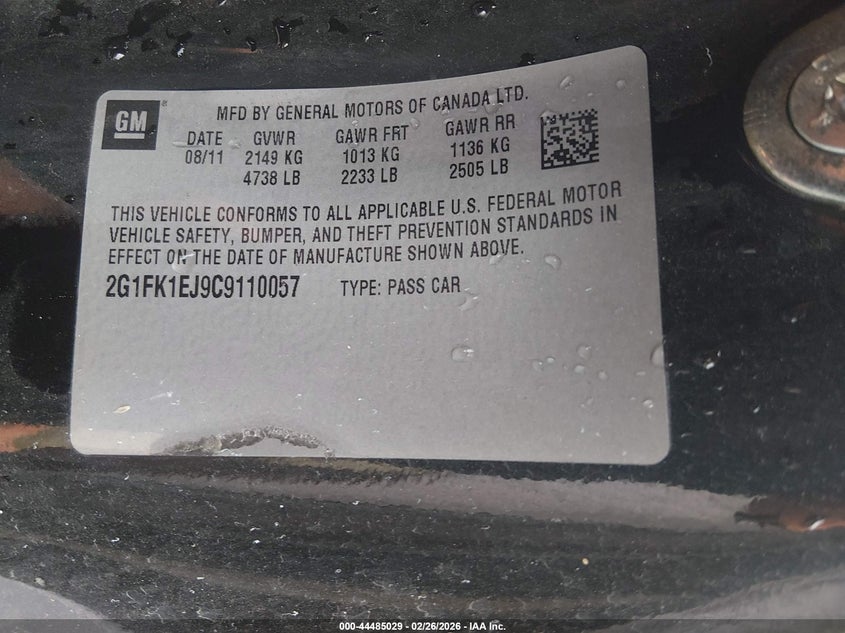 GM
MFD BY GENERAL MOTORS OF CANADA LTD.
DATE GVWR GAWR FRT GAWR RR
08/11 2149 KG 1013 KG 1136 KG
4738 LB 2233 LB 2505 LB
THIS VEHICLE CONFORMS TO ALL APPLICABLE U.S. FEDERAL MOTOR
VEHICLE SAFETY, BUMPER, AND THEFT PREVENTION STANDARDS IN
EFFECT ON THE DATE OF MANUFACTURE SHOWN ABOVE.
2G1FK1EJ9C9110057 TYPE: PASS CAR
000-44485029 - 02/26/2026 - IAA Inc.